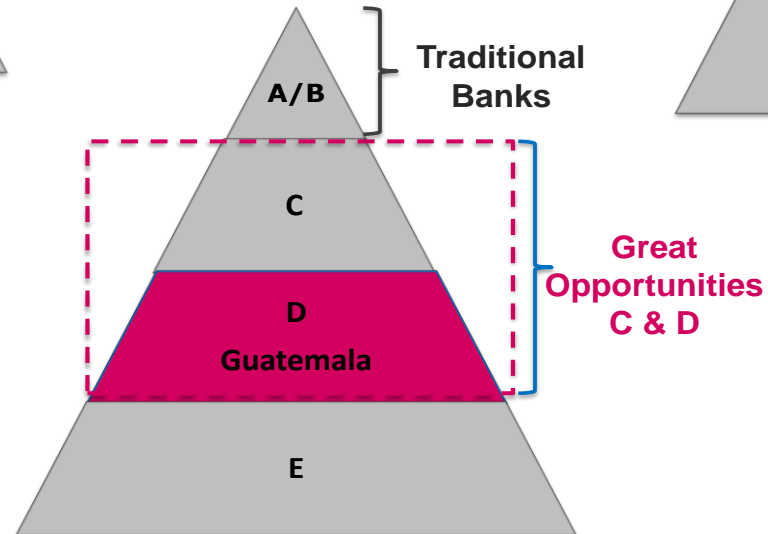 A/B
Traditional
Banks
C
Great
Opportunities
C & D
D
Guatemala
E